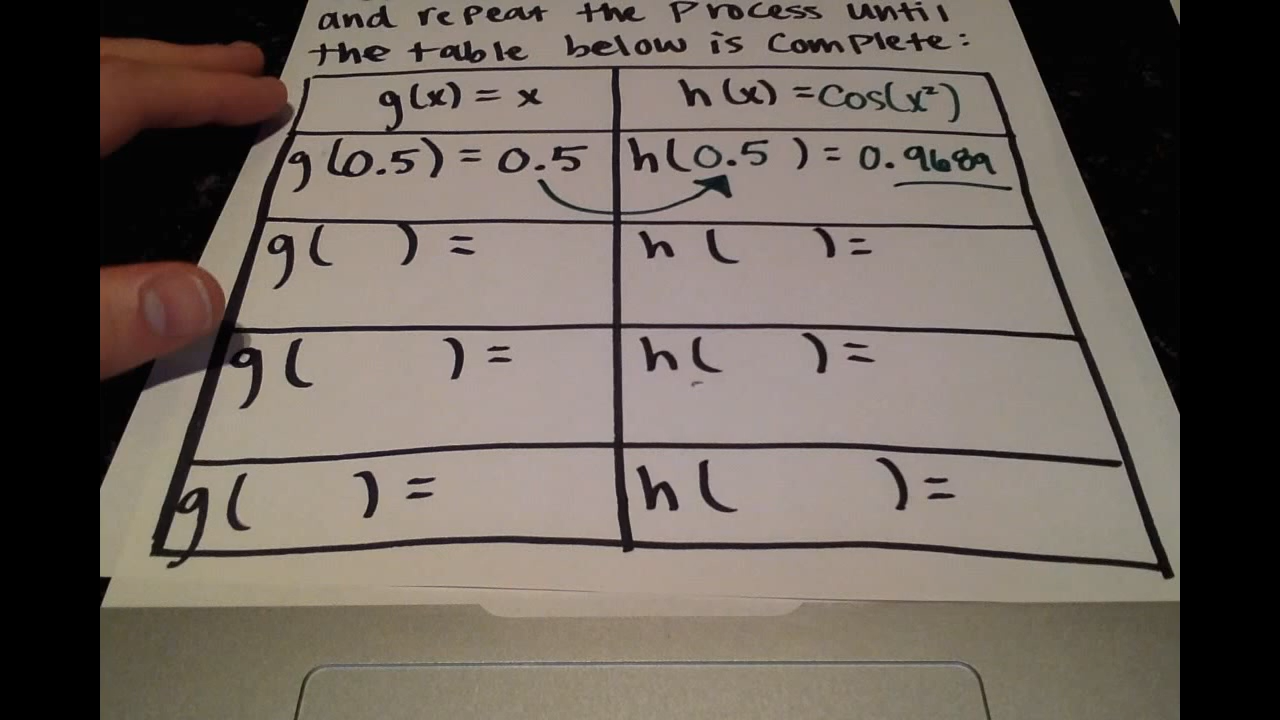 and repeat the process until
the table below is complete:
g(x) = x h(x) = cos(x²)
g(0.5) = 0.5 h(0.5 ) = 0.9689
g( ) = h ( ) =
g( ) = h( ) =
g( ) = h( ) =